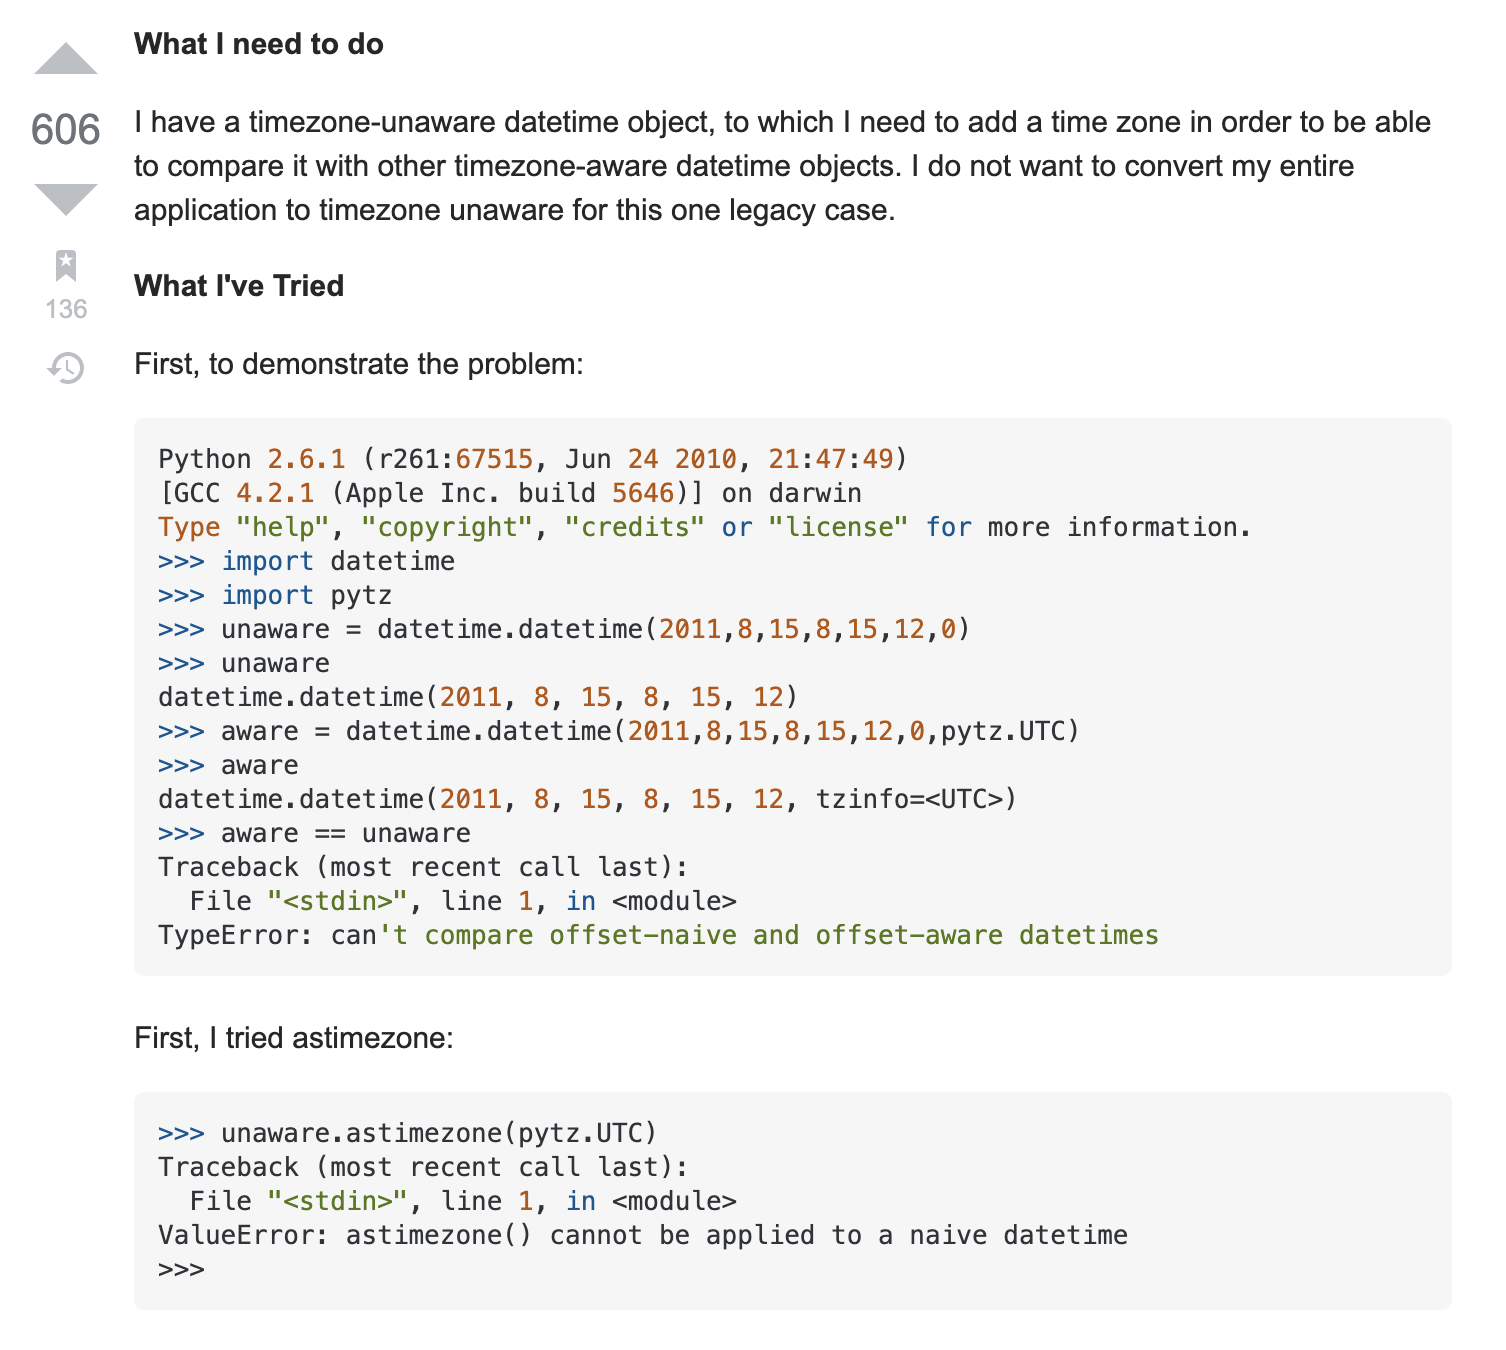 What I need to do
606
I have a timezone-unaware datetime object, to which I need to add a time zone in order to be able
to compare it with other timezone-aware datetime objects. I do not want to convert my entire
application to timezone unaware for this one legacy case.
136
What I've Tried
First, to demonstrate the problem:
Python 2.6.1 (r261:67515, Jun 24 2010, 21:47:49)
[GCC 4.2.1 (Apple Inc. build 5646)] on darwin
Type "help", "copyright", "credits" or "license" for more information.
>>> import datetime
>>> import pytz
>>> unaware = datetime.datetime(2011,8,15,8,15,12,0)
>>> unaware
datetime.datetime(2011, 8, 15, 8, 15, 12)
>>> aware = datetime.datetime(2011,8,15,8,15,12,0,pytz.UTC)
>>> aware
datetime.datetime(2011, 8, 15, 8, 15, 12, tzinfo=<UTC>)
>>> aware == unaware
Traceback (most recent call last):
  File "<stdin>", line 1, in <module>
TypeError: can't compare offset-naive and offset-aware datetimes
First, I tried astimezone:
>>> unaware.astimezone(pytz.UTC)
Traceback (most recent call last):
  File "<stdin>", line 1, in <module>
ValueError: astimezone() cannot be applied to a naive datetime
>>>